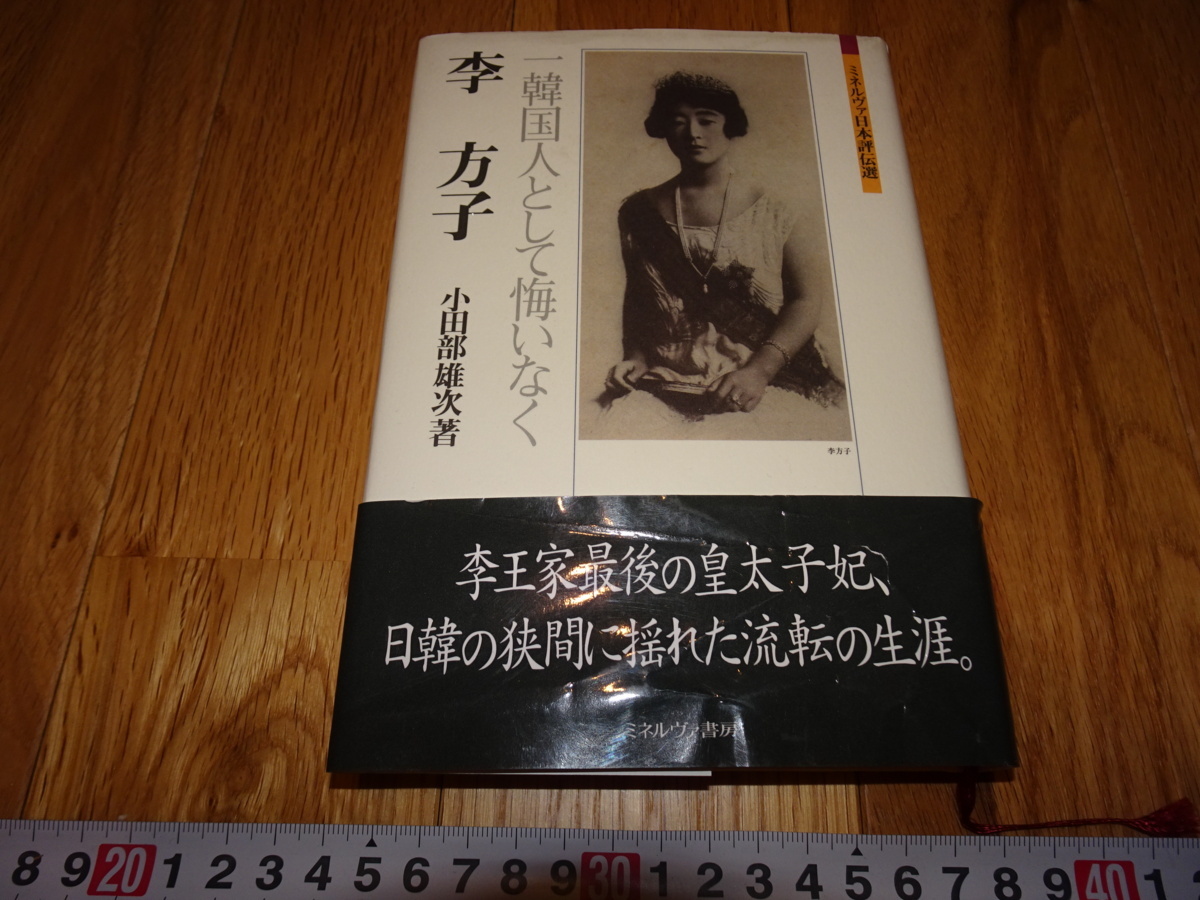 ミネルヴァ日本評伝選
一韓国人として悔いなく
李 方子
小田部雄次著
李方子
李王家最後の皇太子妃、
日韓の狭間に揺れた流転の生涯。
ミネルヴァ書房
8 9 20 1 2 3 4 5 6 7 8 9 30 1 2 3 4 5 6 7 8 9 40 1